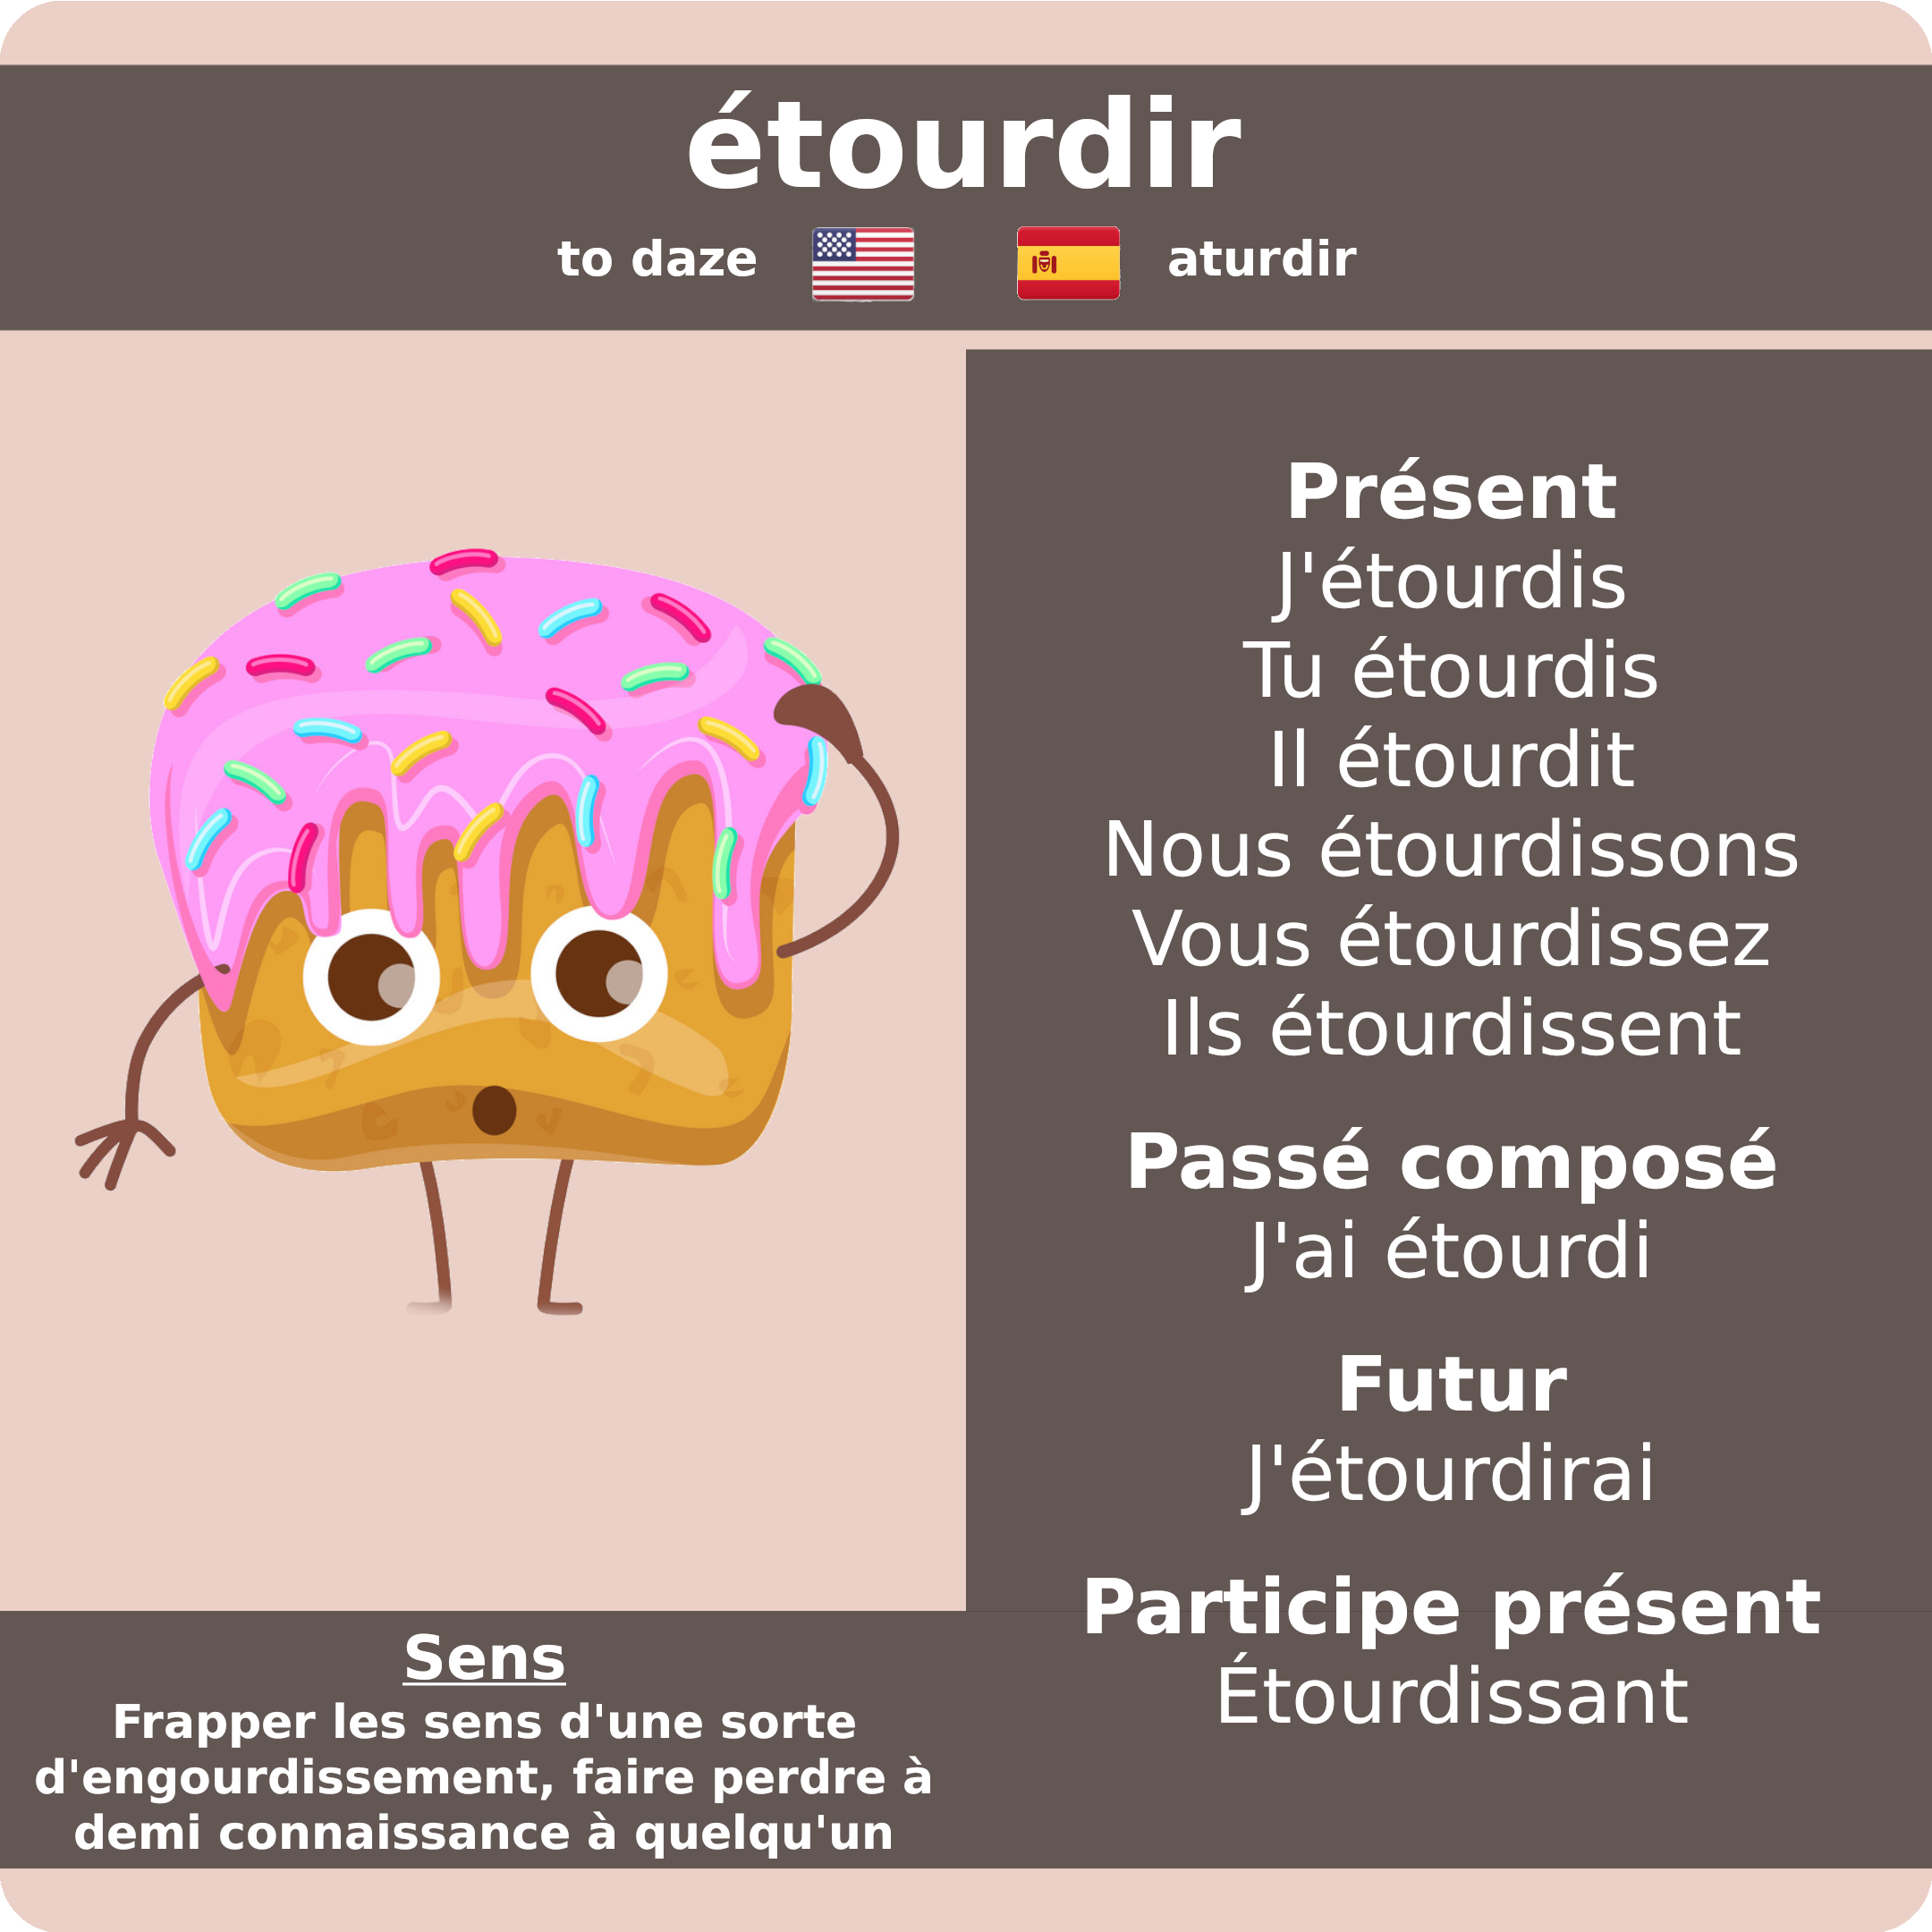 étourdir
to daze aturdir
Présent
J'étourdis
Tu étourdis
Il étourdit
Nous étourdissons
Vous étourdissez
Ils étourdissent
Passé composé
J'ai étourdi
Futur
J'étourdirai
Participe présent
Étourdissant
Sens
Frapper les sens d'une sorte
d'engourdissement, faire perdre à
demi connaissance à quelqu'un